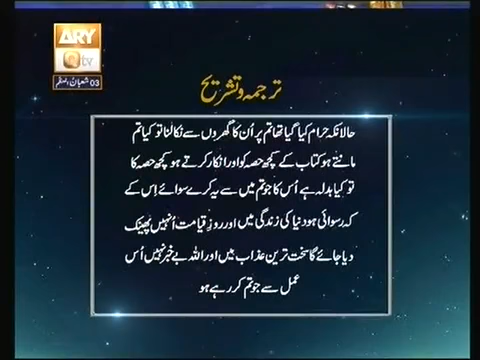 ARY
Qtv
03 شعبان المعظم
ترجمہ و تشریح
حالانکہ حرام کیا گیا تھا تم پر اُن کا گھروں سے نکالنا تو کیا تم
مانتے ہو کتاب کے کچھ حصہ کو اور انکار کرتے ہو کچھ حصہ کا
تو کیا بدلہ ہے اُس کا جو تم میں سے یہ کرے سوائے اِس کے
کہ رسوائی ہو دنیا کی زندگی میں اور روزِ قیامت اُنہیں پھینک
دیا جائے گا سخت ترین عذاب میں اور اللہ بے خبر نہیں اُس
عمل سے جو تم کر رہے ہو